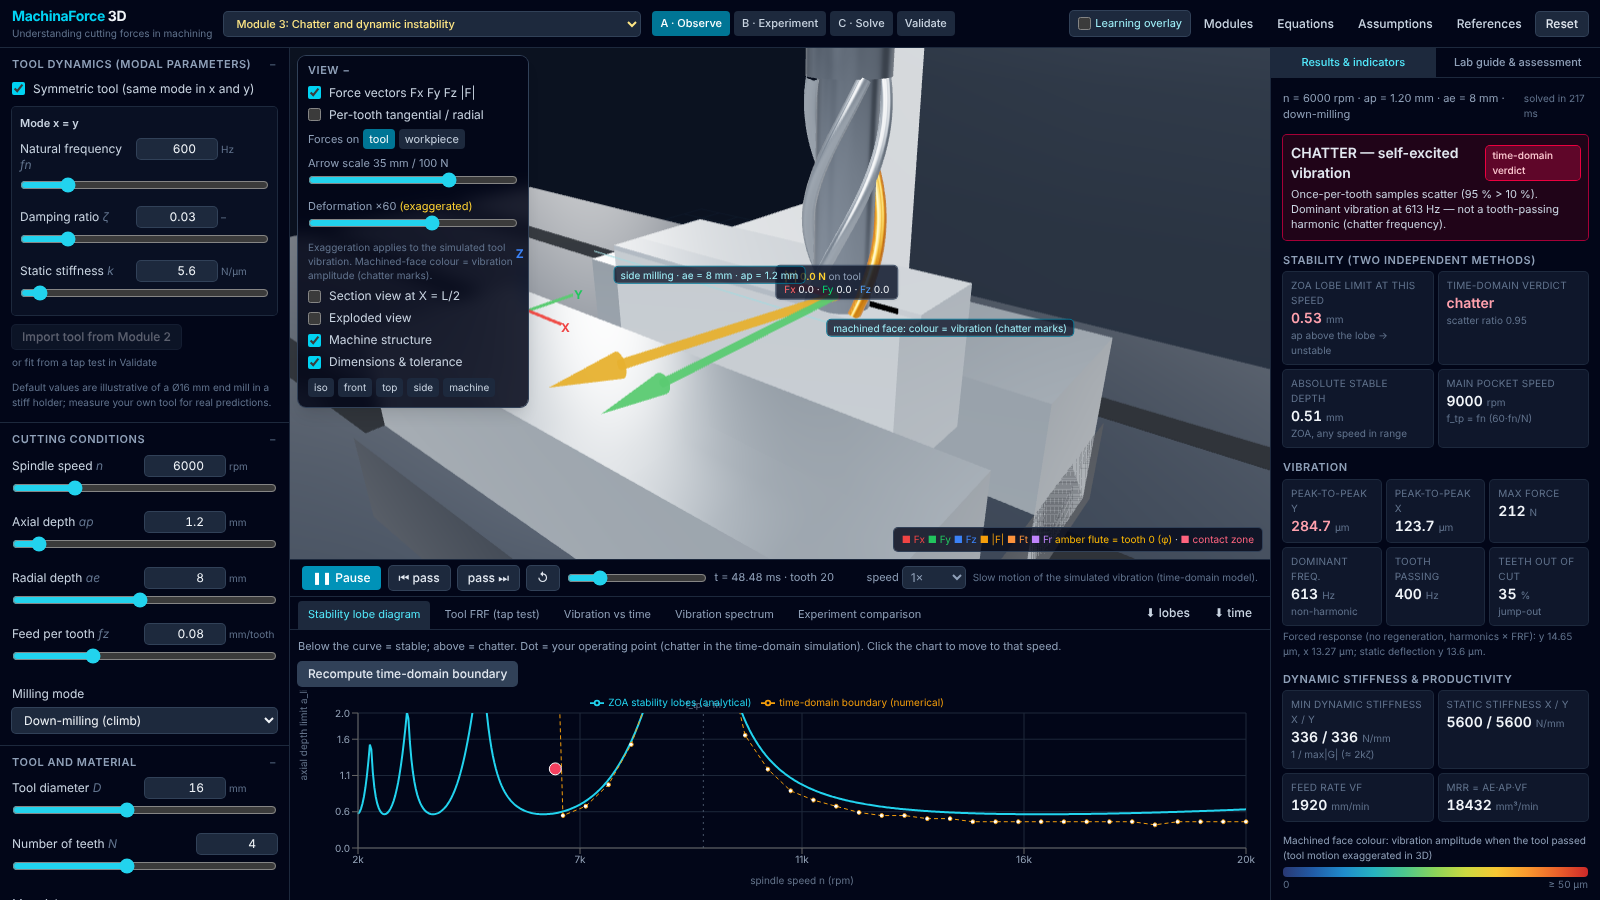 MachinaForce 3D
Understanding cutting forces in machining
Module 3: Chatter and dynamic instability
A · Observe
B · Experiment
C · Solve
Validate
Learning overlay
Modules
Equations
Assumptions
References
Reset
TOOL DYNAMICS (MODAL PARAMETERS) –
Symmetric tool (same mode in x and y)
Mode x = y
Natural frequency fn 600 Hz
Damping ratio ζ 0.03 –
Static stiffness k 5.6 N/μm
Import tool from Module 2
or fit from a tap test in Validate
Default values are illustrative of a Ø16 mm end mill in a
stiff holder; measure your own tool for real predictions.
CUTTING CONDITIONS –
Spindle speed n 6000 rpm
Axial depth ap 1.2 mm
Radial depth ae 8 mm
Feed per tooth fz 0.08 mm/tooth
Milling mode
Down-milling (climb)
TOOL AND MATERIAL –
Tool diameter D 16 mm
Number of teeth N 4
VIEW –
Force vectors Fx Fy Fz |F|
Per-tooth tangential / radial
Forces on tool workpiece
Arrow scale 35 mm / 100 N
Deformation ×60 (exaggerated)
Exaggeration applies to the simulated tool
vibration. Machined-face colour = vibration
amplitude (chatter marks).
Section view at X = L/2
Exploded view
Machine structure
Dimensions & tolerance
iso front top side machine
Z
Y
X
side milling · ae = 8 mm · ap = 1.2 mm
0.0 N on tool
Fx 0.0 · Fy 0.0 · Fz 0.0
machined face: colour = vibration (chatter marks)
Fx Fy Fz |F| Ft Fr amber flute = tooth 0 (φ) · contact zone
❚❚ Pause
⏮ pass
pass ⏭
↺
t = 48.48 ms · tooth 20
speed 1×
Slow motion of the simulated vibration (time-domain model).
Stability lobe diagram
Tool FRF (tap test)
Vibration vs time
Vibration spectrum
Experiment comparison
⬇ lobes
⬇ time
Below the curve = stable; above = chatter. Dot = your operating point (chatter in the time-domain simulation). Click the chart to move to that speed.
Recompute time-domain boundary
ZOA stability lobes (analytical)
time-domain boundary (numerical)
axial depth limit a_l
2.0
1.6
1.1
0.6
0.0
2k 7k 11k 16k 20k
spindle speed n (rpm)
Results & indicators
Lab guide & assessment
n = 6000 rpm · ap = 1.20 mm · ae = 8 mm ·
down-milling
solved in 217
ms
CHATTER — self-excited
vibration
time-domain
verdict
Once-per-tooth samples scatter (95 % > 10 %).
Dominant vibration at 613 Hz — not a tooth-passing
harmonic (chatter frequency).
STABILITY (TWO INDEPENDENT METHODS)
ZOA LOBE LIMIT AT THIS
SPEED
0.53 mm
ap above the lobe →
unstable
TIME-DOMAIN VERDICT
chatter
scatter ratio 0.95
ABSOLUTE STABLE
DEPTH
0.51 mm
ZOA, any speed in range
MAIN POCKET SPEED
9000 rpm
f_tp = fn (60·fn/N)
VIBRATION
PEAK-TO-PEAK
Y
284.7 μm
PEAK-TO-PEAK
X
123.7 μm
MAX FORCE
212 N
DOMINANT
FREQ.
613 Hz
non-harmonic
TOOTH
PASSING
400 Hz
TEETH OUT OF
CUT
35 %
jump-out
Forced response (no regeneration, harmonics × FRF): y 14.65
μm, x 13.27 μm; static deflection y 13.6 μm.
DYNAMIC STIFFNESS & PRODUCTIVITY
MIN DYNAMIC STIFFNESS
X / Y
336 / 336 N/mm
1 / max|G| (≈ 2kζ)
STATIC STIFFNESS X / Y
5600 / 5600 N/mm
FEED RATE VF
1920 mm/min
MRR = AE·AP·VF
18432 mm³/min
Machined face colour: vibration amplitude when the tool passed
(tool motion exaggerated in 3D)
0
≥ 50 μm